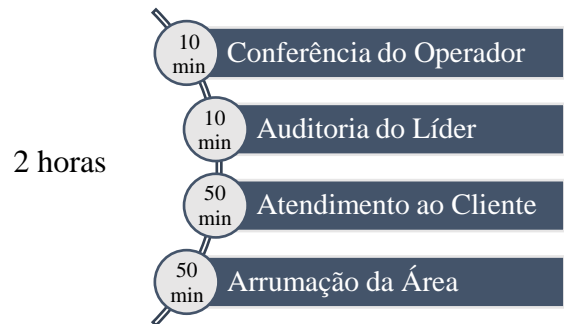 2 horas
10
min
Conferência do Operador
10
min
Auditoria do Líder
50
min
Atendimento ao Cliente
50
min
Arrumação da Área